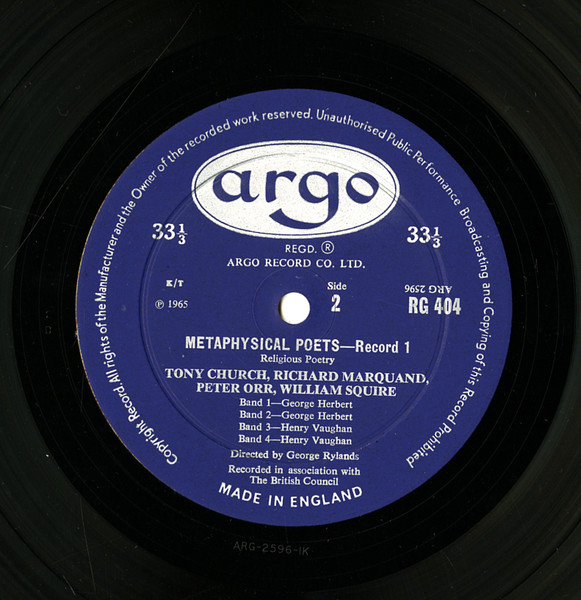 Copyright Record All rights of the Manufacturer and the Owner of the recorded work reserved. Unauthorised Public Performance Broadcasting and Copying of this Record Prohibited
argo
33⅓
33⅓
REGD. ®
ARGO RECORD CO. LTD.
K/T
Side
2
ARG 2596
℗ 1965
RG 404
METAPHYSICAL POETS—Record 1
Religious Poetry
TONY CHURCH, RICHARD MARQUAND,
PETER ORR, WILLIAM SQUIRE
Band 1—George Herbert
Band 2—George Herbert
Band 3—Henry Vaughan
Band 4—Henry Vaughan
Directed by George Rylands
Recorded in association with
The British Council
MADE IN ENGLAND
ARG-2596-1K